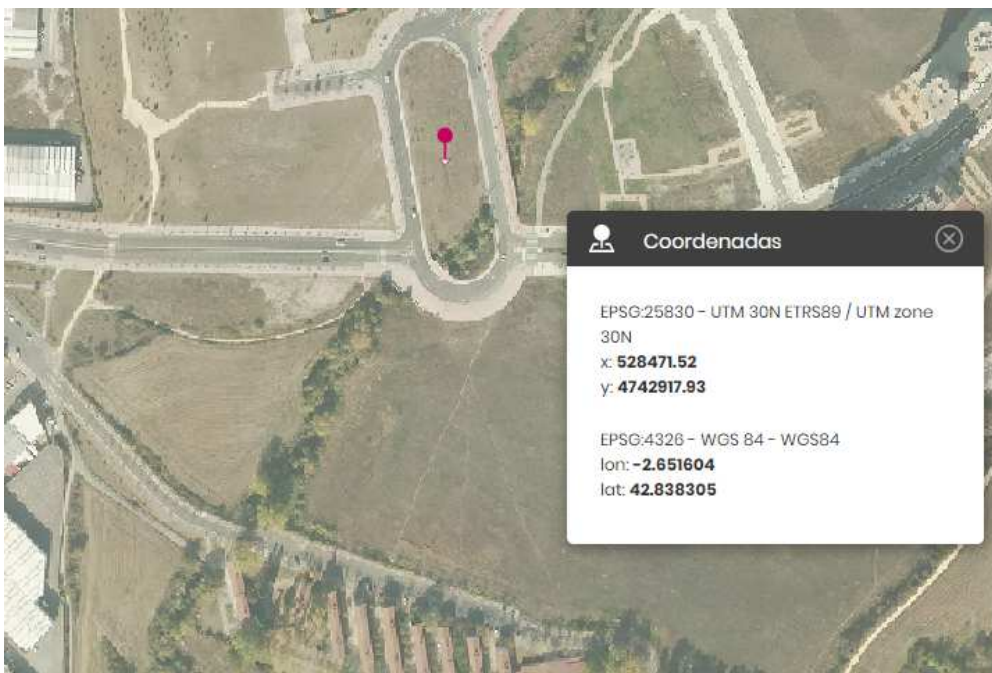 Coordenadas
EPSG:25830 - UTM 30N ETRS89 / UTM zone
30N
x: 528471.52
y: 4742917.93
EPSG:4326 - WGS 84 - WGS84
lon: -2.651604
lat: 42.838305